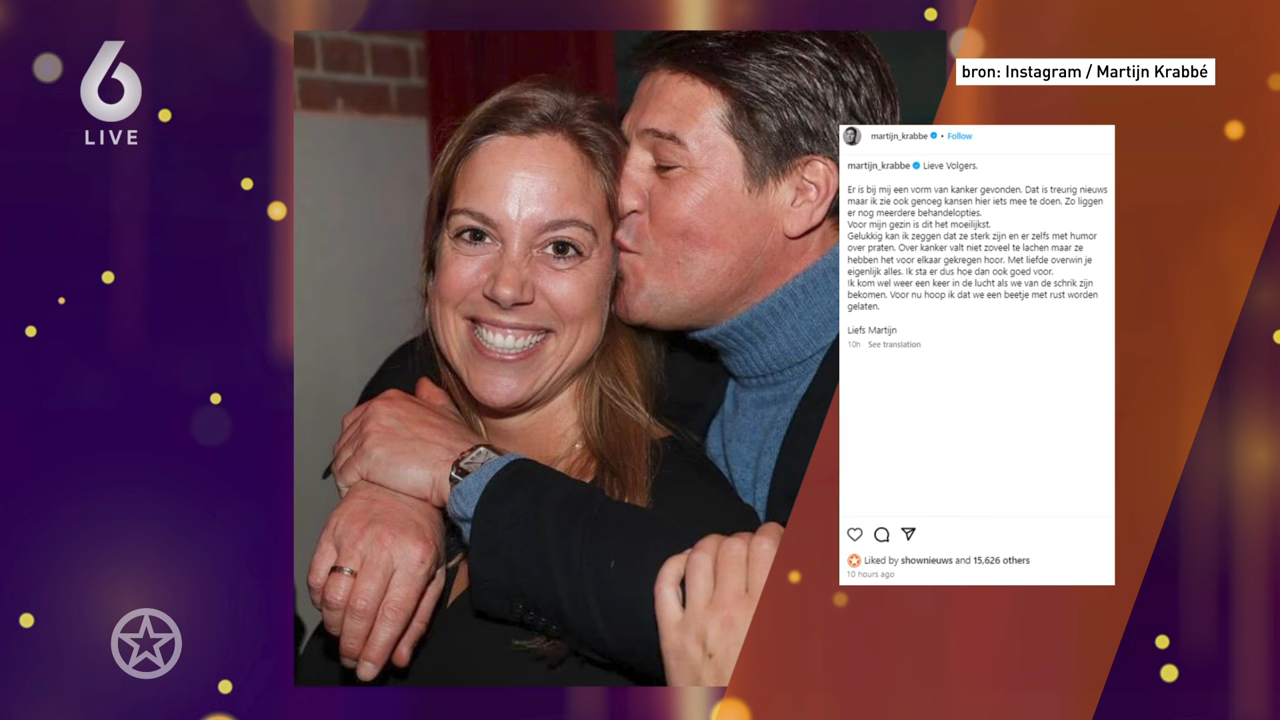 6
LIVE
bron: Instagram / Martijn Krabbé
martijn_krabbe • Follow
martijn_krabbe Lieve Volgers.
Er is bij mij een vorm van kanker gevonden. Dat is treurig nieuws
maar ik zie ook genoeg kansen hier iets mee te doen. Zo liggen
er nog meerdere behandelopties.
Voor mijn gezin is dit het moeilijkst.
Gelukkig kan ik zeggen dat ze sterk zijn en er zelfs met humor
over praten. Over kanker valt niet zoveel te lachen maar ze
hebben het voor elkaar gekregen hoor. Met liefde overwin je
eigenlijk alles. Ik sta er dus hoe dan ook goed voor.
Ik kom wel weer een keer in de lucht als we van de schrik zijn
bekomen. Voor nu hoop ik dat we een beetje met rust worden
gelaten.
Liefs Martijn
10h See translation
Liked by shownieuws and 15,626 others
10 hours ago